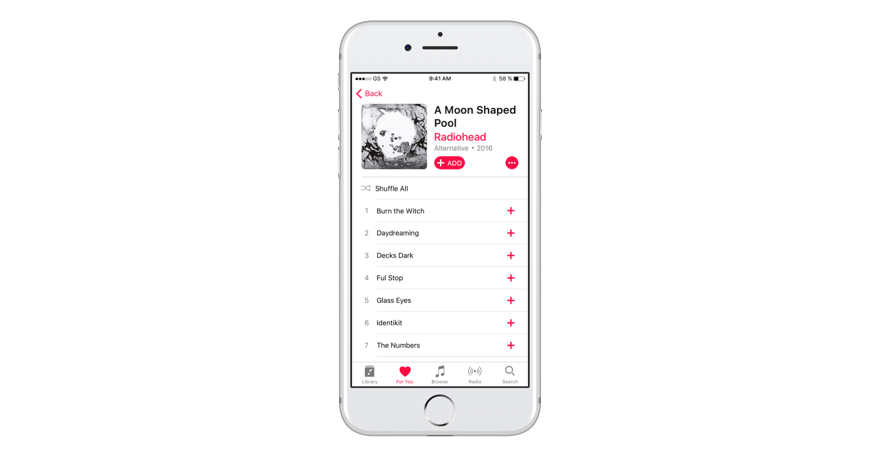 GS 9:41 AM 58 %
Back
A Moon Shaped
Pool
Radiohead
Alternative • 2016
+ ADD
Shuffle All
1 Burn the Witch
2 Daydreaming
3 Decks Dark
4 Ful Stop
5 Glass Eyes
6 Identikit
7 The Numbers
Library For You Browse Radio Search